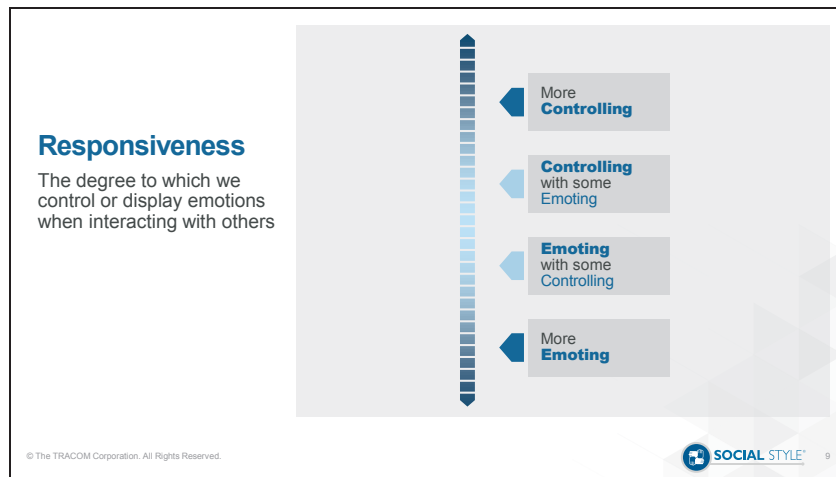 Responsiveness
The degree to which we
control or display emotions
when interacting with others
More
Controlling
Controlling
with some
Emoting
Emoting
with some
Controlling
More
Emoting
© The TRACOM Corporation. All Rights Reserved.
SOCIAL STYLE℠
9